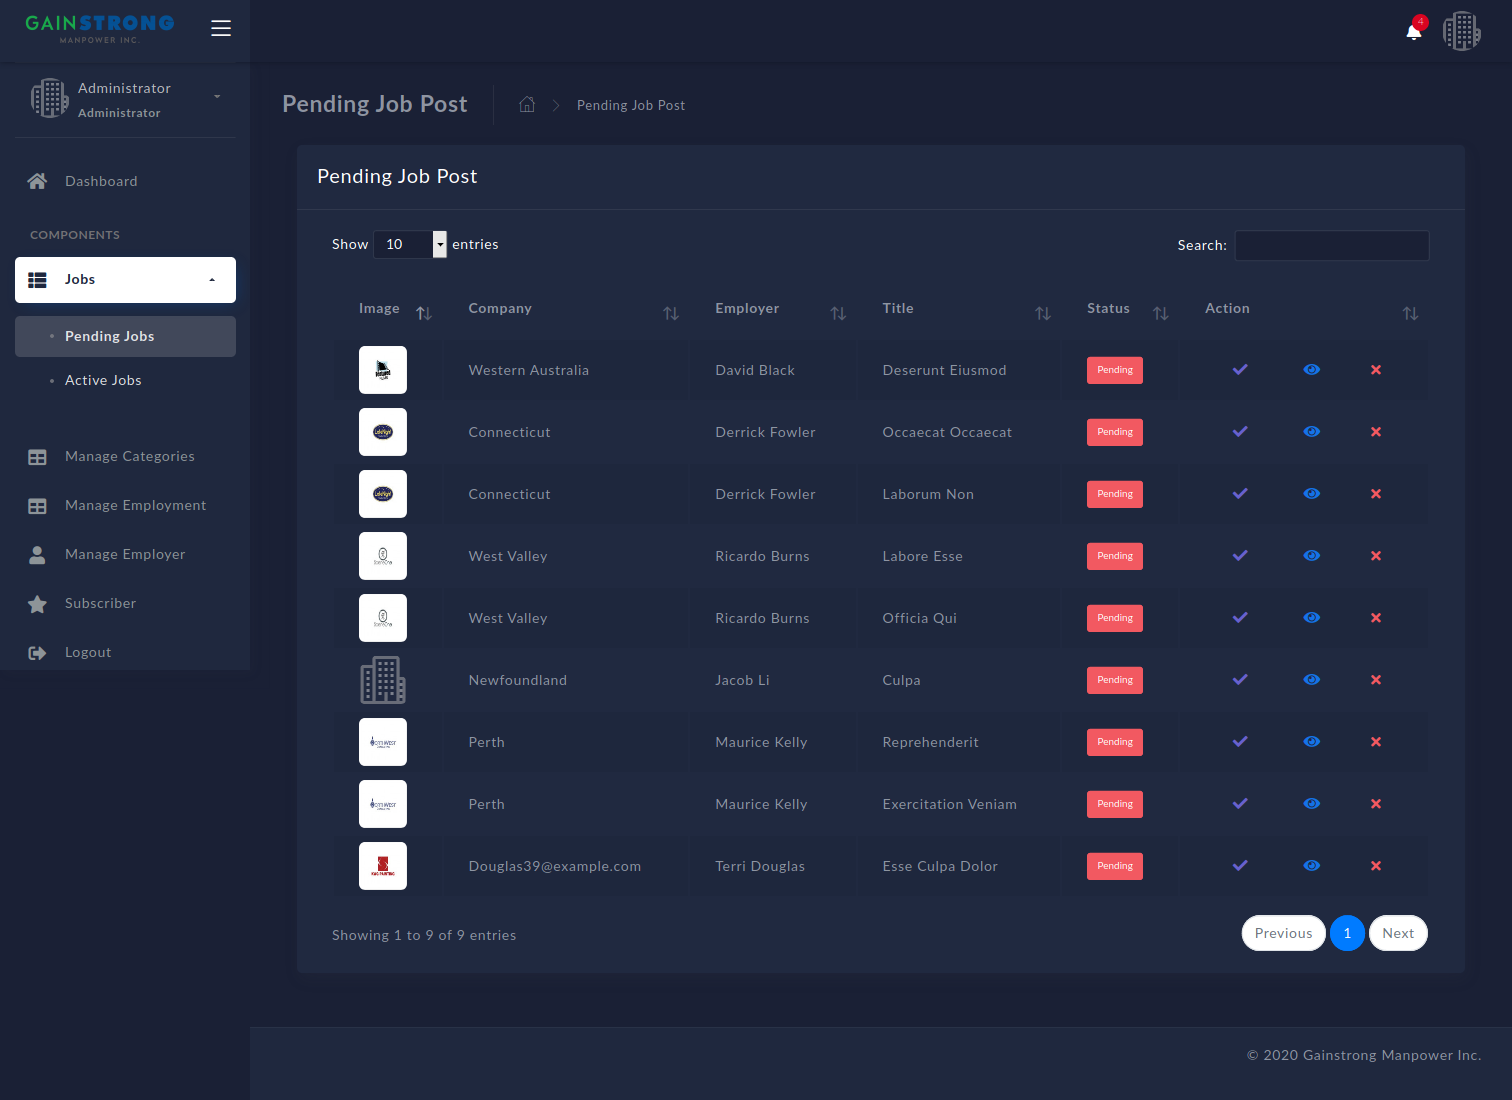 GAINSTRONG
MANPOWER INC.
4
Administrator
Administrator
Dashboard
COMPONENTS
Jobs
Pending Jobs
Active Jobs
Manage Categories
Manage Employment
Manage Employer
Subscriber
Logout
Pending Job Post
Pending Job Post
Pending Job Post
Show 10 entries
Search:
Image Company Employer Title Status Action
Western Australia David Black Deserunt Eiusmod Pending
Connecticut Derrick Fowler Occaecat Occaecat Pending
Connecticut Derrick Fowler Laborum Non Pending
West Valley Ricardo Burns Labore Esse Pending
West Valley Ricardo Burns Officia Qui Pending
Newfoundland Jacob Li Culpa Pending
Perth Maurice Kelly Reprehenderit Pending
Perth Maurice Kelly Exercitation Veniam Pending
Douglas39@example.com Terri Douglas Esse Culpa Dolor Pending
Showing 1 to 9 of 9 entries
Previous 1 Next
© 2020 Gainstrong Manpower Inc.